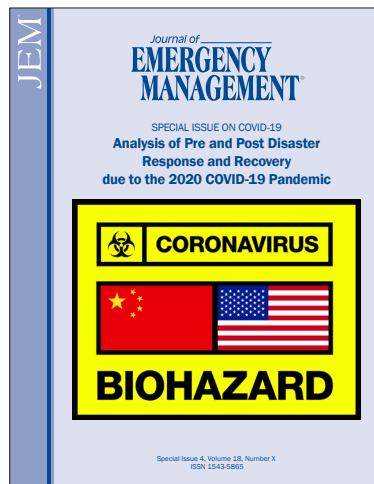 JEM
Journal of
EMERGENCY
MANAGEMENT®
SPECIAL ISSUE ON COVID-19
Analysis of Pre and Post Disaster
Response and Recovery
due to the 2020 COVID-19 Pandemic
CORONAVIRUS
BIOHAZARD
Special Issue 4, Volume 18, Number X
ISSN 1543-5865